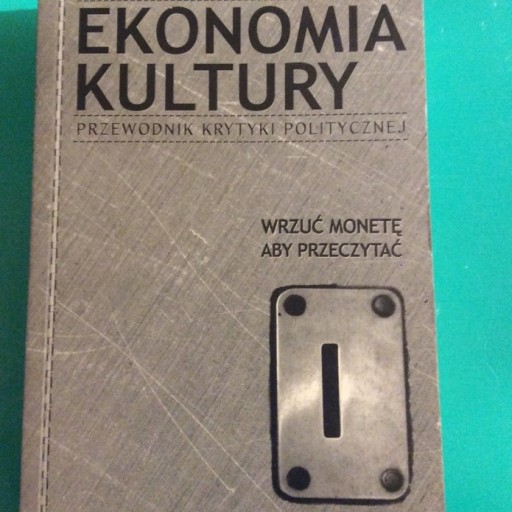 EKONOMIA
KULTURY
PRZEWODNIK KRYTYKI POLITYCZNEJ
WRZUĆ MONETĘ
ABY PRZECZYTAĆ